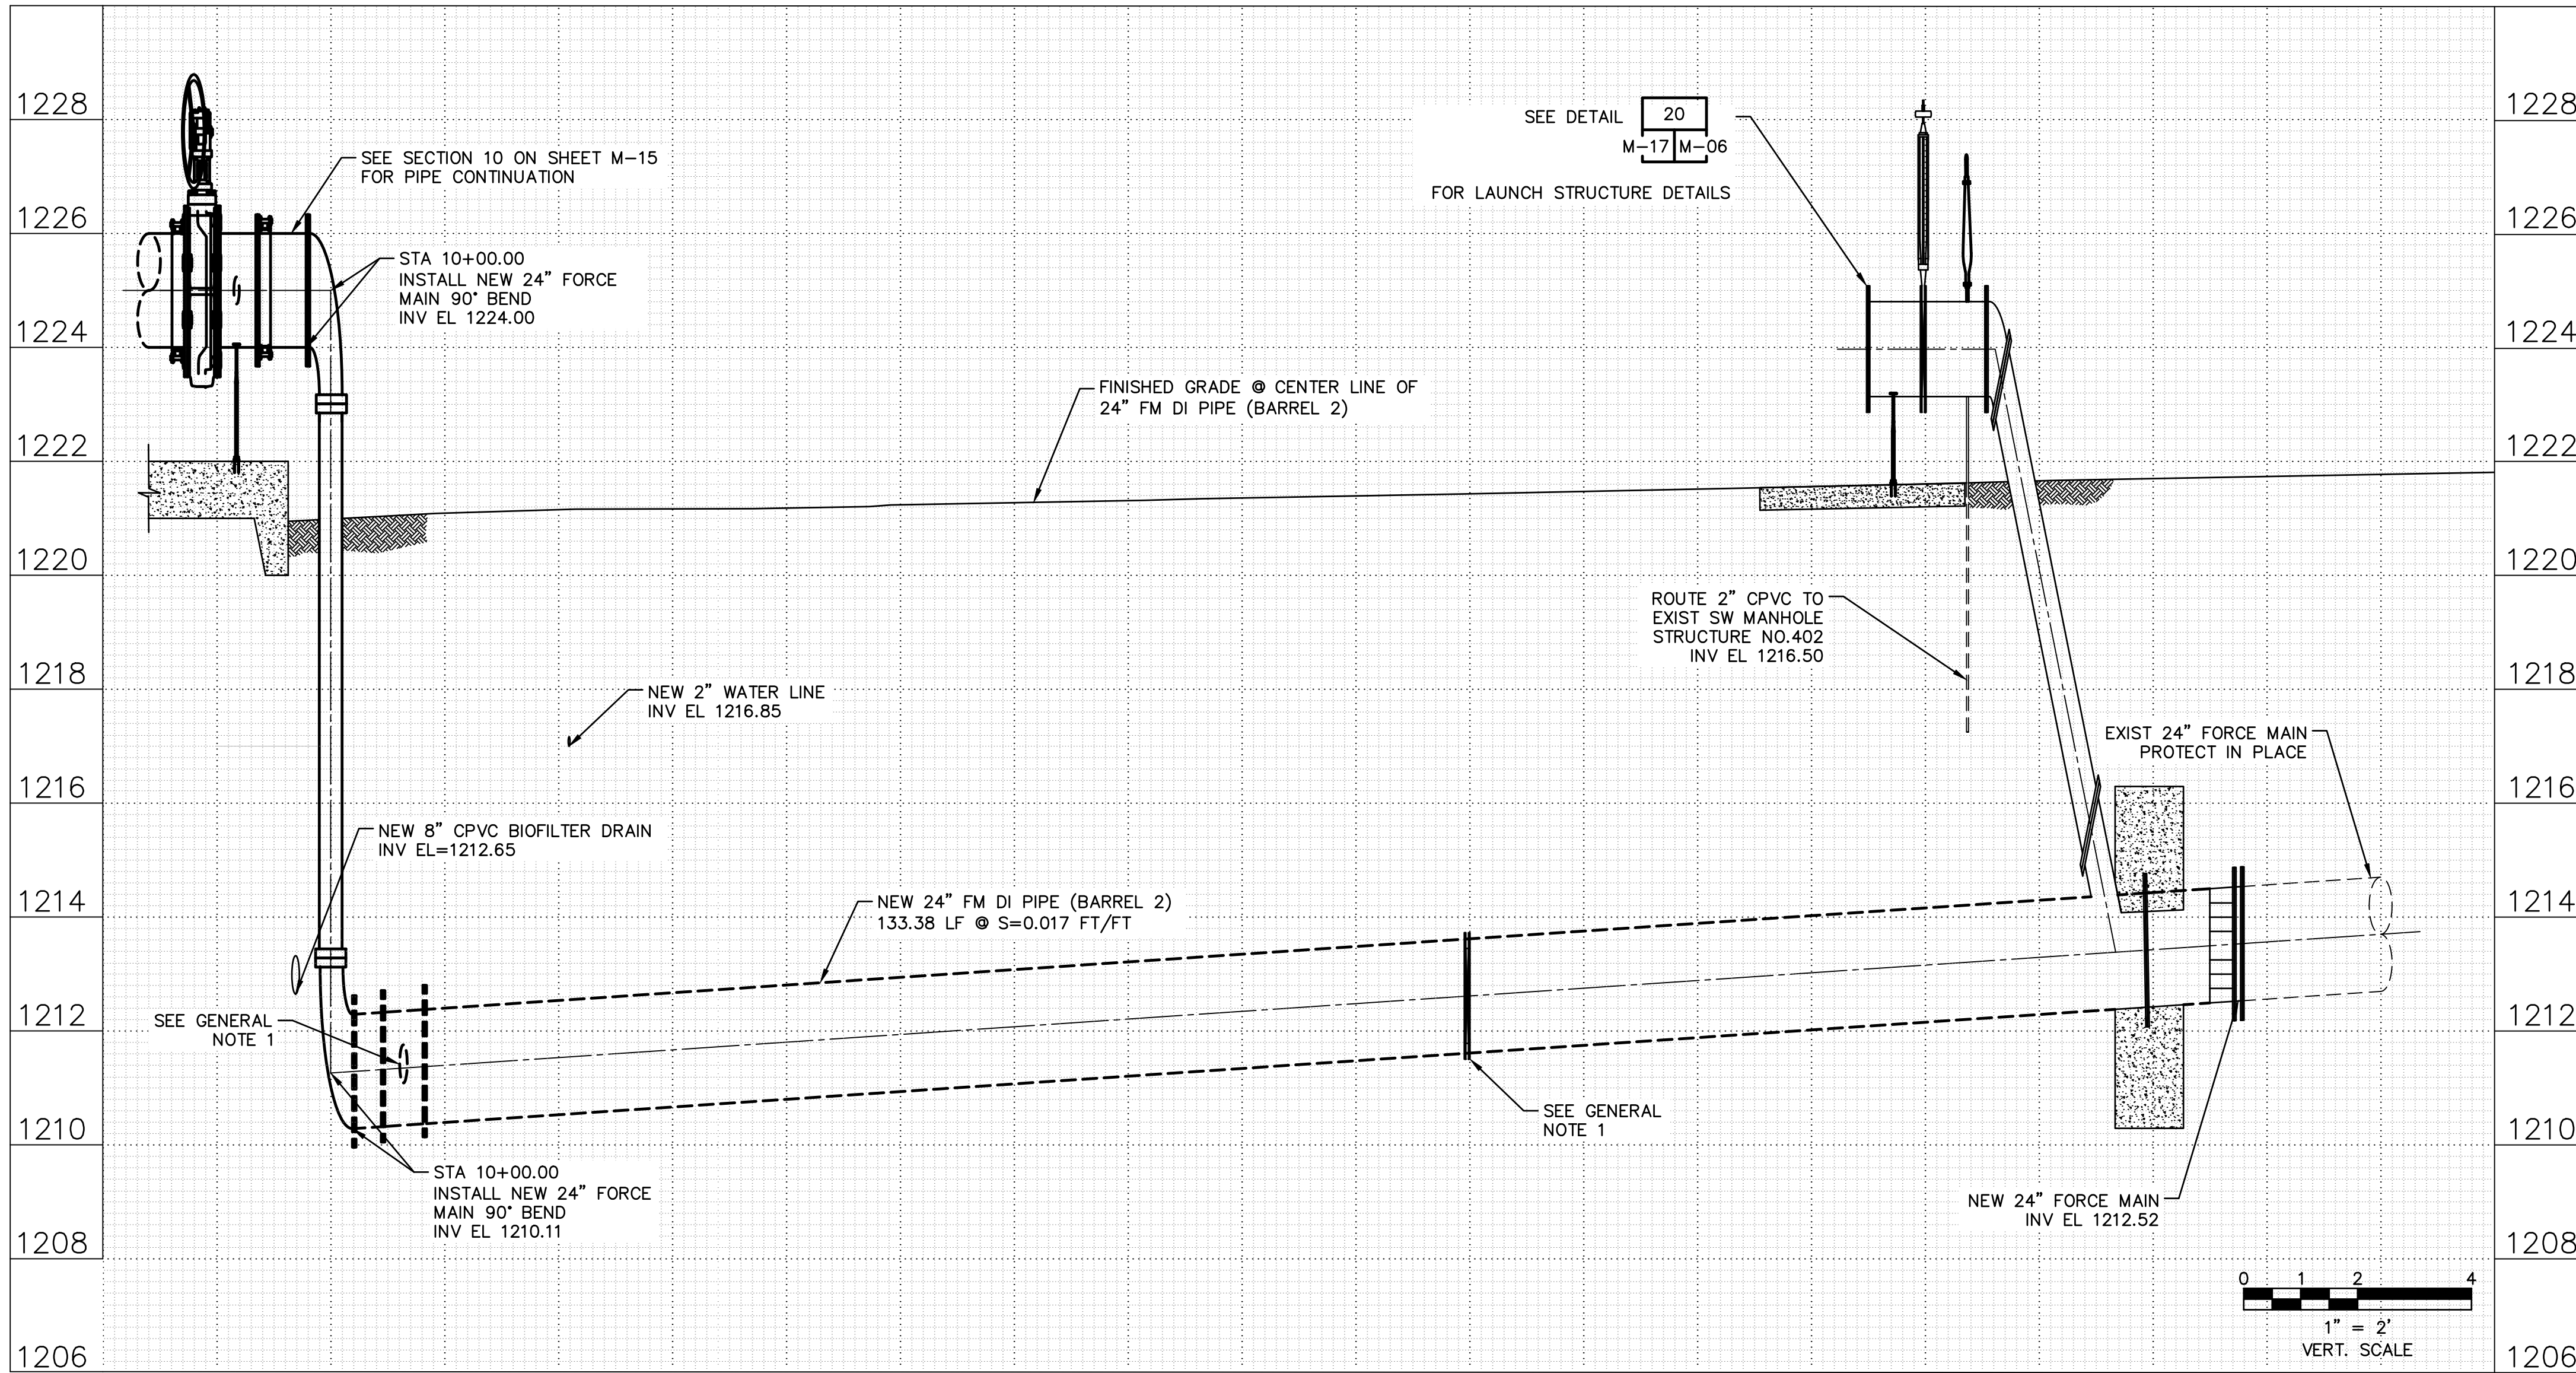 1228
1226
1224
1222
1220
1218
1216
1214
1212
1210
1208
1206
SEE SECTION 10 ON SHEET M-15
FOR PIPE CONTINUATION
STA 10+00.00
INSTALL NEW 24" FORCE
MAIN 90° BEND
INV EL 1224.00
SEE DETAIL
20
M-17 M-06
FOR LAUNCH STRUCTURE DETAILS
FINISHED GRADE @ CENTER LINE OF
24" FM DI PIPE (BARREL 2)
ROUTE 2" CPVC TO
EXIST SW MANHOLE
STRUCTURE NO.402
INV EL 1216.50
NEW 2" WATER LINE
INV EL 1216.85
EXIST 24" FORCE MAIN
PROTECT IN PLACE
NEW 8" CPVC BIOFILTER DRAIN
INV EL=1212.65
NEW 24" FM DI PIPE (BARREL 2)
133.38 LF @ S=0.017 FT/FT
SEE GENERAL
NOTE 1
SEE GENERAL
NOTE 1
STA 10+00.00
INSTALL NEW 24" FORCE
MAIN 90° BEND
INV EL 1210.11
NEW 24" FORCE MAIN
INV EL 1212.52
0 1 2 4
1" = 2'
VERT. SCALE
1228
1226
1224
1222
1220
1218
1216
1214
1212
1210
1208
1206